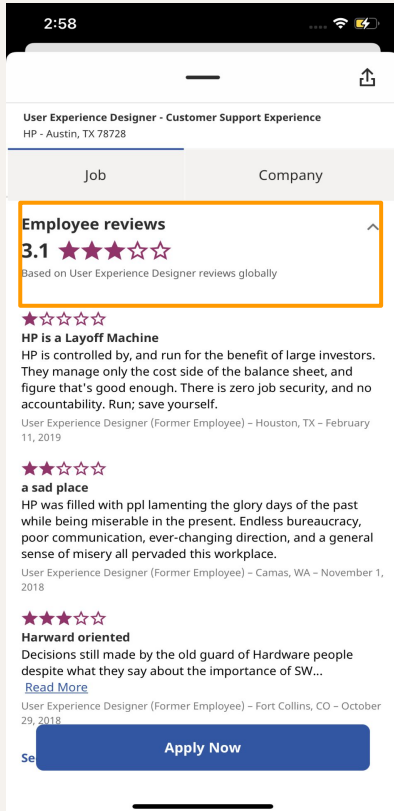 2:58
User Experience Designer - Customer Support Experience
HP - Austin, TX 78728
Job
Company
Employee reviews
3.1
Based on User Experience Designer reviews globally
HP is a Layoff Machine
HP is controlled by, and run for the benefit of large investors.
They manage only the cost side of the balance sheet, and
figure that's good enough. There is zero job security, and no
accountability. Run; save yourself.
User Experience Designer (Former Employee) – Houston, TX – February
11, 2019
a sad place
HP was filled with ppl lamenting the glory days of the past
while being miserable in the present. Endless bureaucracy,
poor communication, ever-changing direction, and a general
sense of misery all pervaded this workplace.
User Experience Designer (Former Employee) – Camas, WA – November 1,
2018
Harward oriented
Decisions still made by the old guard of Hardware people
despite what they say about the importance of SW...
Read More
User Experience Designer (Former Employee) – Fort Collins, CO – October
29, 2018
Apply Now